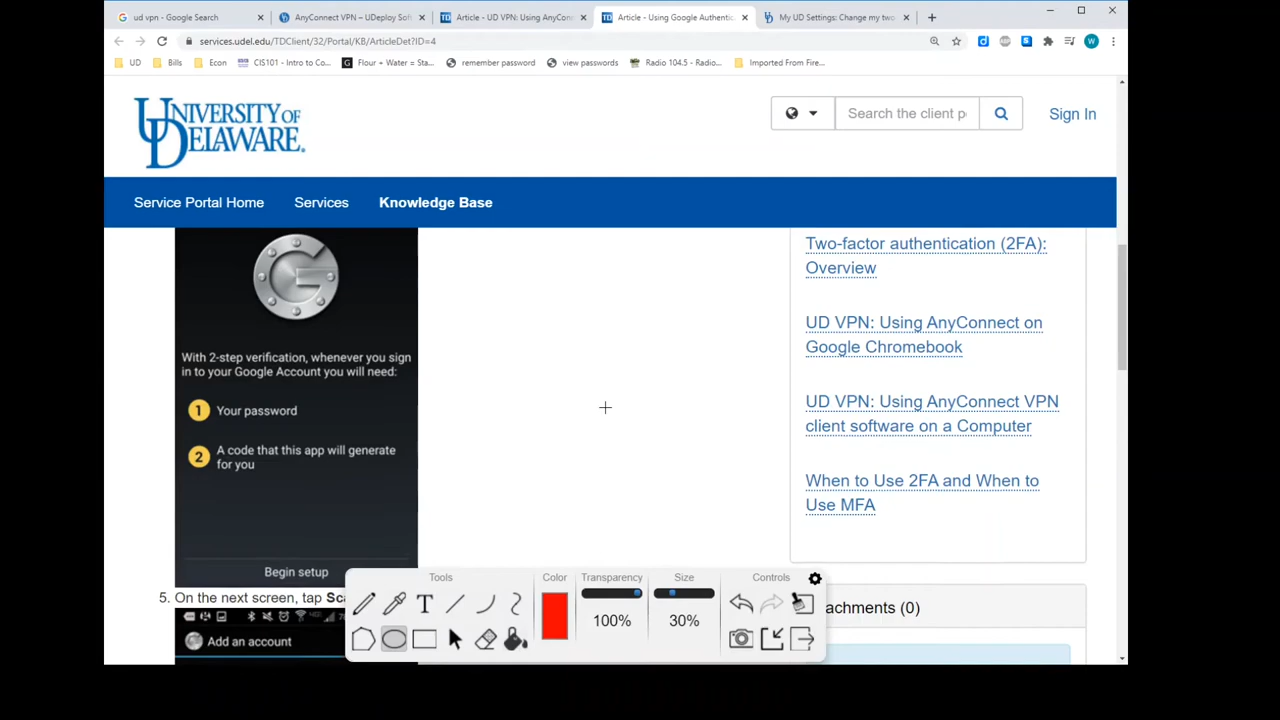 ud vpn - Google Search
AnyConnect VPN – UDeploy Soft
Article - UD VPN: Using AnyConn
Article - Using Google Authentic
My UD Settings: Change my two
services.udel.edu/TDClient/32/Portal/KB/ArticleDet?ID=4
UD
Bills
Econ
CIS101 - Intro to Co...
Flour + Water = Sta...
remember password
view passwords
Radio 104.5 - Radio...
Imported From Fire...
UNIVERSITY OF
DELAWARE
Search the client p
Sign In
Service Portal Home
Services
Knowledge Base
With 2-step verification, whenever you sign
in to your Google Account you will need:
1 Your password
2 A code that this app will generate
for you
Begin setup
5. On the next screen, tap Sc
Add an account
Two-factor authentication (2FA):
Overview
UD VPN: Using AnyConnect on
Google Chromebook
UD VPN: Using AnyConnect VPN
client software on a Computer
When to Use 2FA and When to
Use MFA
achments (0)
Tools
Color
Transparency
Size
Controls
T
100%
30%
W